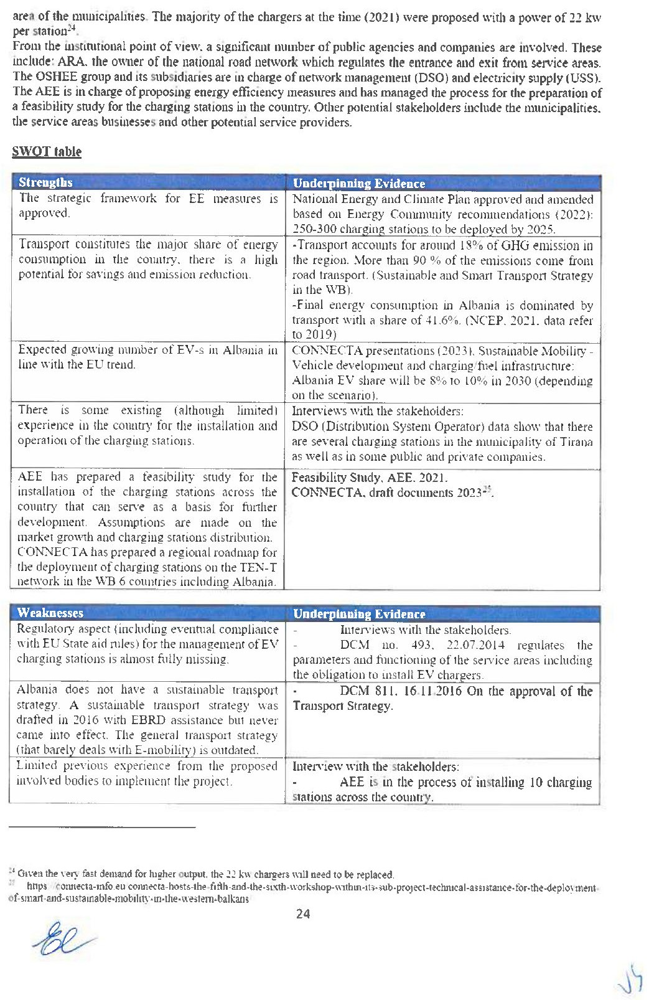 area of the municipalities. The majority of the chargers at the time (2021) were proposed with a power of 22 kw
per station24.
From the institutional point of view, a significant number of public agencies and companies are involved. These
include: ARA, the owner of the national road network which regulates the entrance and exit from service areas.
The OSHEE group and its subsidiaries are in charge of network management (DSO) and electricity supply (USS).
The AEE is in charge of proposing energy efficiency measures and has managed the process for the preparation of
a feasibility study for the charging stations in the country. Other potential stakeholders include the municipalities,
the service areas businesses and other potential service providers.
SWOT table
Strengths
Underpinning Evidence
The strategic framework for EE measures is
approved.
National Energy and Climate Plan approved and amended
based on Energy Community recommendations (2022):
250-300 charging stations to be deployed by 2025.
Transport constitutes the major share of energy
consumption in the country, there is a high
potential for savings and emission reduction.
-Transport accounts for around 18% of GHG emission in
the region. More than 90 % of the emissions come from
road transport. (Sustainable and Smart Transport Strategy
in the WB).
-Final energy consumption in Albania is dominated by
transport with a share of 41.6%. (NCEP, 2021, data refer
to 2019)
Expected growing number of EV-s in Albania in
line with the EU trend.
CONNECTA presentations (2023), Sustainable Mobility -
Vehicle development and charging/fuel infrastructure:
Albania EV share will be 8% to 10% in 2030 (depending
on the scenario).
There is some existing (although limited)
experience in the country for the installation and
operation of the charging stations.
Interviews with the stakeholders:
DSO (Distribution System Operator) data show that there
are several charging stations in the municipality of Tirana
as well as in some public and private companies.
AEE has prepared a feasibility study for the
installation of the charging stations across the
country that can serve as a basis for further
development. Assumptions are made on the
market growth and charging stations distribution.
CONNECTA has prepared a regional roadmap for
the deployment of charging stations on the TEN-T
network in the WB 6 countries including Albania.
Feasibility Study, AEE, 2021.
CONNECTA, draft documents 202325.
Weaknesses
Underpinning Evidence
Regulatory aspect (including eventual compliance
with EU State aid rules) for the management of EV
charging stations is almost fully missing.
- Interviews with the stakeholders.
- DCM no. 493, 22.07.2014 regulates the
parameters and functioning of the service areas including
the obligation to install EV chargers.
Albania does not have a sustainable transport
strategy. A sustainable transport strategy was
drafted in 2016 with EBRD assistance but never
came into effect. The general transport strategy
(that barely deals with E-mobility) is outdated.
- DCM 811, 16.11.2016 On the approval of the
Transport Strategy.
Limited previous experience from the proposed
involved bodies to implement the project.
Interview with the stakeholders:
- AEE is in the process of installing 10 charging
stations across the country.
24 Given the very fast demand for higher output, the 22 kw chargers will need to be replaced.
25 https connecta-info.eu connecta-hosts-the-fifth-and-the-sixth-workshop-within-its-sub-project-technical-assistance-for-the-deployment-
of-smart-and-sustainable-mobility-in-the-western-balkans
24